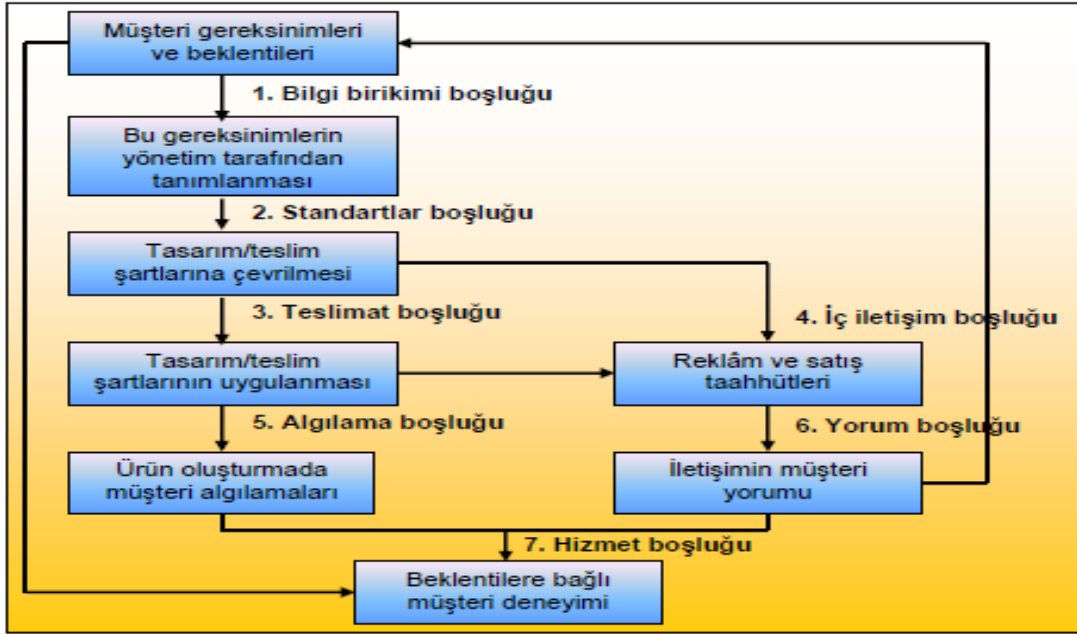 Müşteri gereksinimleri
ve beklentileri
1. Bilgi birikimi boşluğu
Bu gereksinimlerin
yönetim tarafından
tanımlanması
2. Standartlar boşluğu
Tasarım/teslim
şartlarına çevrilmesi
3. Teslimat boşluğu
4. İç iletişim boşluğu
Tasarım/teslim
şartlarının uygulanması
Reklâm ve satış
taahhütleri
5. Algılama boşluğu
6. Yorum boşluğu
Ürün oluşturmada
müşteri algılamaları
İletişimin müşteri
yorumu
7. Hizmet boşluğu
Beklentilere bağlı
müşteri deneyimi